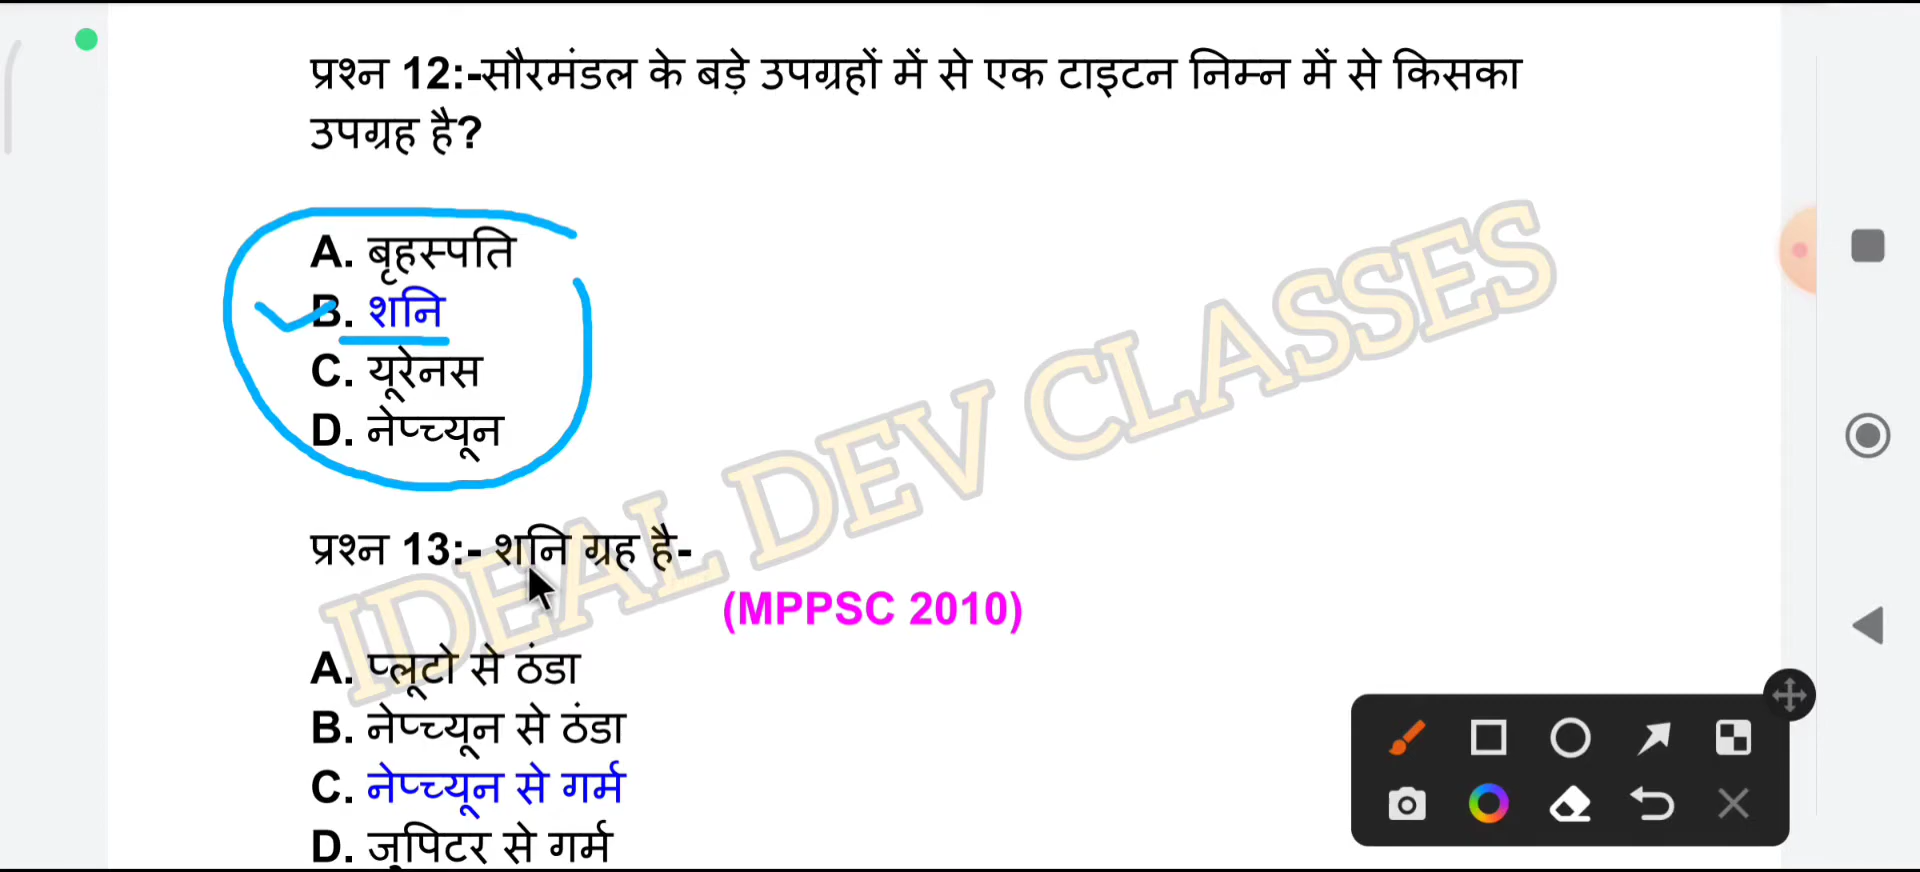 प्रश्न 12:-सौरमंडल के बड़े उपग्रहों में से एक टाइटन निम्न में से किसका
उपग्रह है?
A. बृहस्पति
B. शनि
C. यूरेनस
D. नेप्च्यून
IDEAL DEV CLASSES
प्रश्न 13:- शनि ग्रह है-
(MPPSC 2010)
A. प्लूटो से ठंडा
B. नेप्च्यून से ठंडा
C. नेप्च्यून से गर्म
D. जुपिटर से गर्म